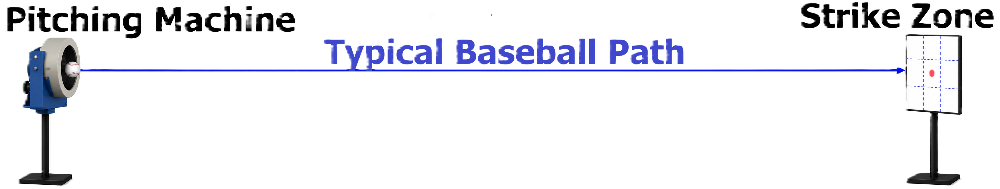 Pitching Machine
Strike Zone
Typical Baseball Path